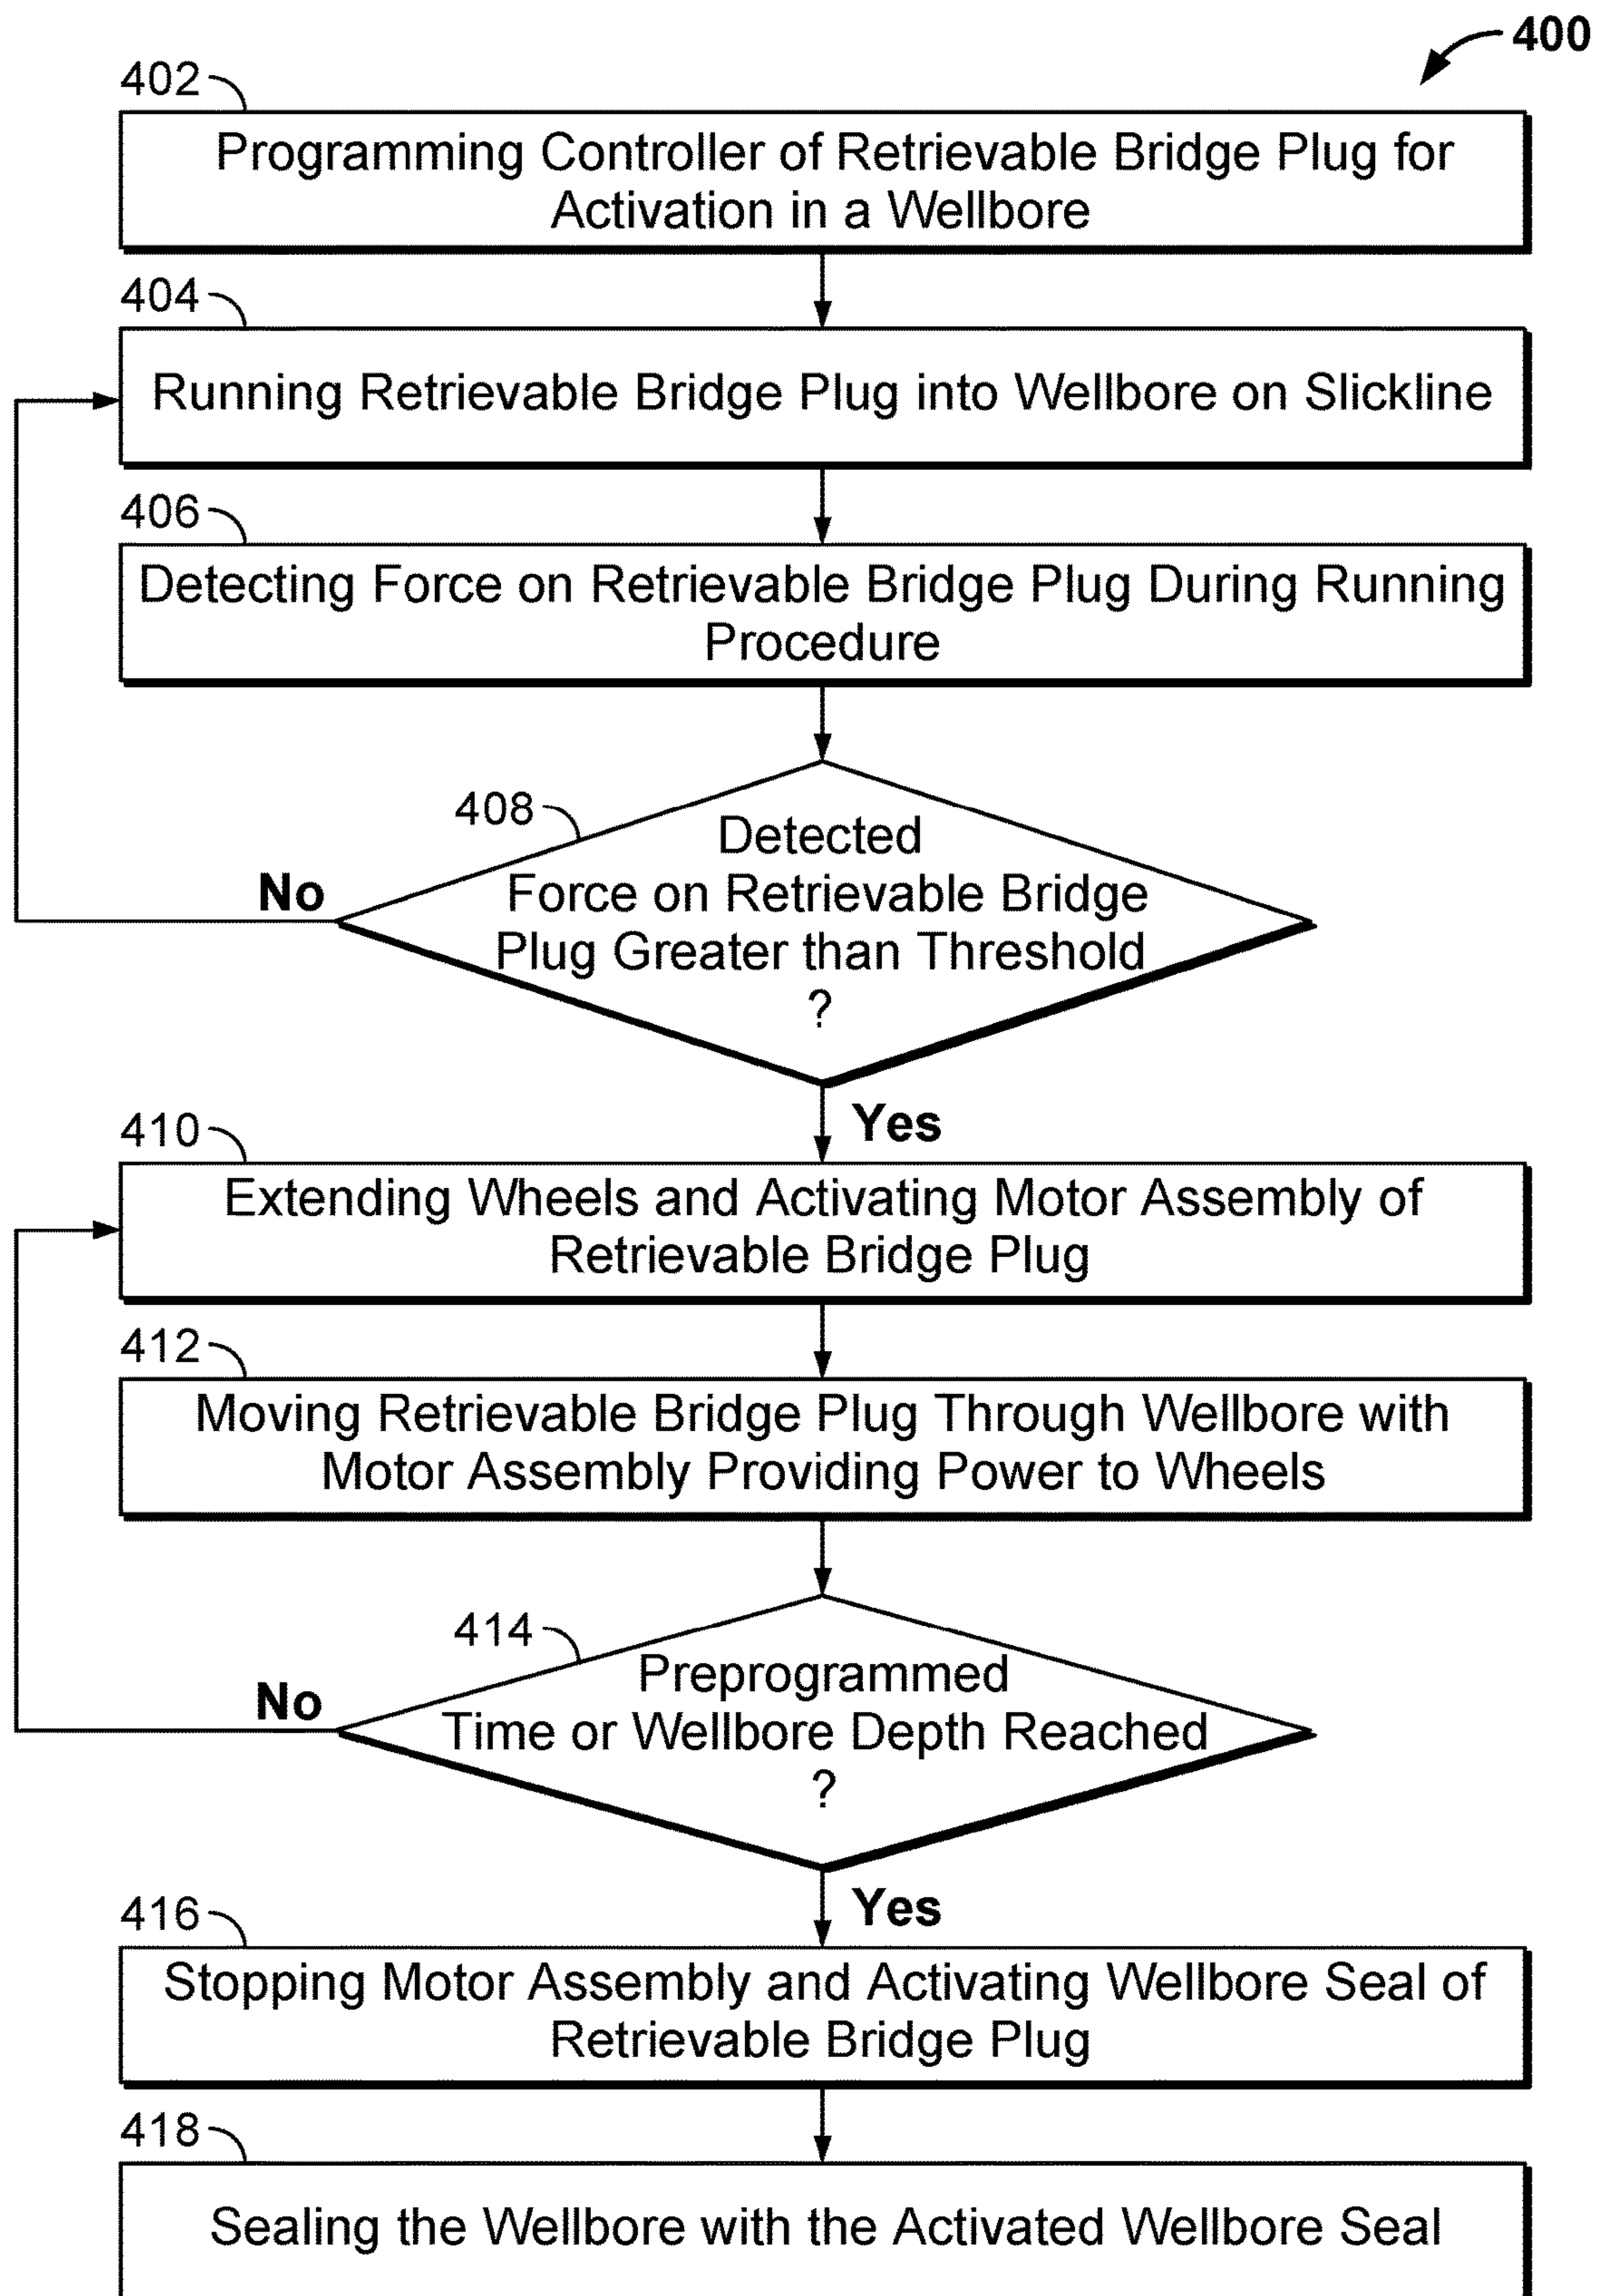 400
402
Programming Controller of Retrievable Bridge Plug for
Activation in a Wellbore
404
Running Retrievable Bridge Plug into Wellbore on Slickline
406
Detecting Force on Retrievable Bridge Plug During Running
Procedure
408
Detected
Force on Retrievable Bridge
Plug Greater than Threshold
?
No
Yes
410
Extending Wheels and Activating Motor Assembly of
Retrievable Bridge Plug
412
Moving Retrievable Bridge Plug Through Wellbore with
Motor Assembly Providing Power to Wheels
414
Preprogrammed
Time or Wellbore Depth Reached
?
No
Yes
416
Stopping Motor Assembly and Activating Wellbore Seal of
Retrievable Bridge Plug
418
Sealing the Wellbore with the Activated Wellbore Seal